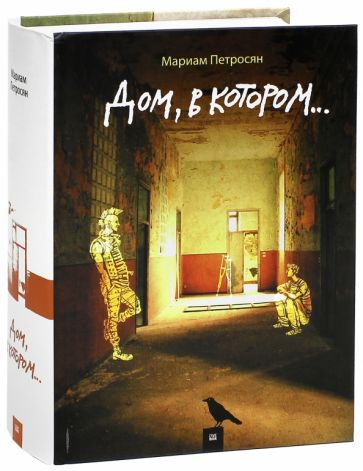 Мариам Петросян
Дом, в котором...
Мариам
Петросян
Дом,
в котором...